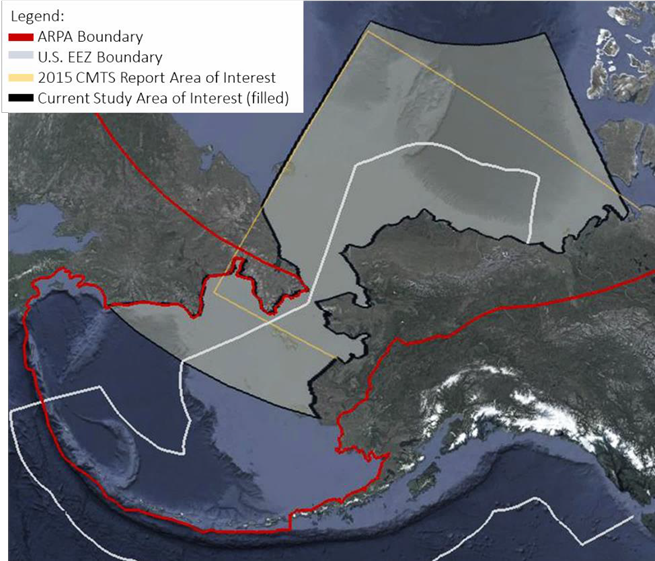 Legend:
ARPA Boundary
U.S. EEZ Boundary
2015 CMTS Report Area of Interest
Current Study Area of Interest (filled)